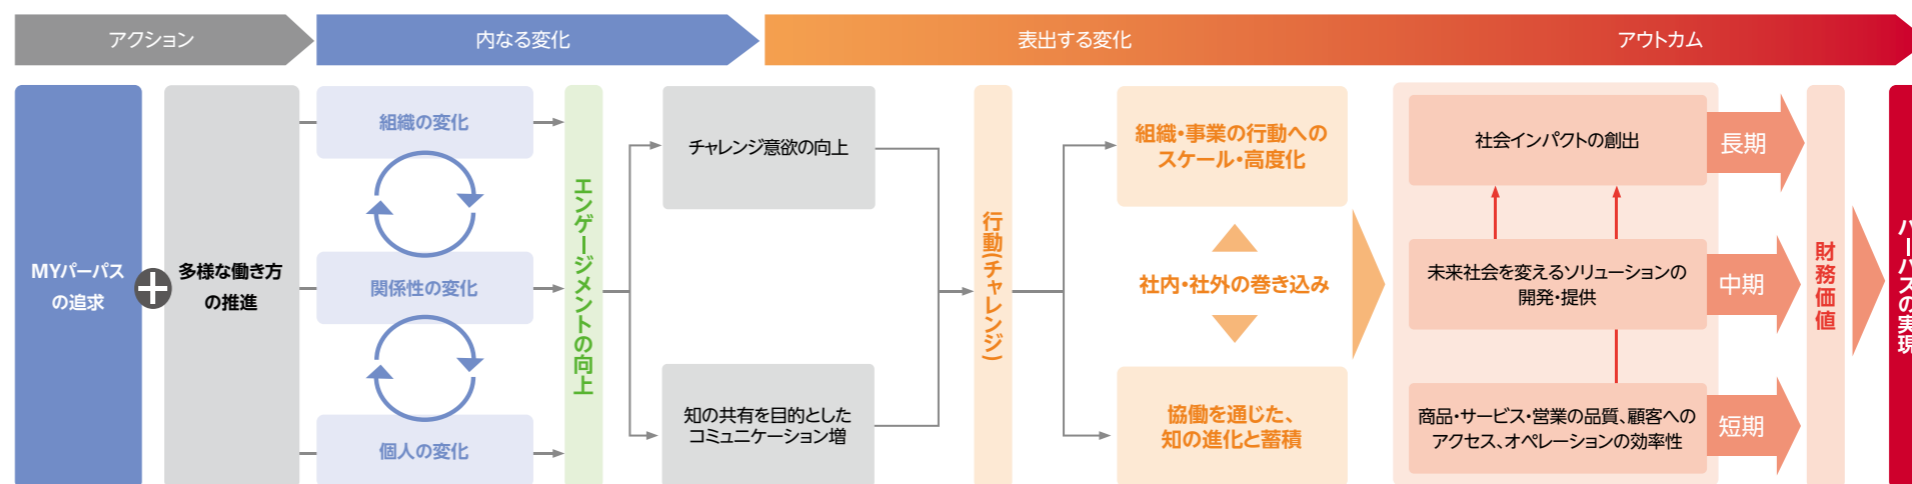 アクション
内なる変化
表出する変化
アウトカム
MYパーパス
の追求
多様な働き方
の推進
組織の変化
関係性の変化
個人の変化
エンゲージメントの向上
チャレンジ意欲の向上
知の共有を目的とした
コミュニケーション増
行動(チャレンジ)
組織・事業の行動への
スケール・高度化
社内・社外の巻き込み
協働を通じた、
知の進化と蓄積
社会インパクトの創出
未来社会を変えるソリューションの
開発・提供
商品・サービス・営業の品質、顧客への
アクセス、オペレーションの効率性
長期
中期
短期
財務価値
パーパスの実現